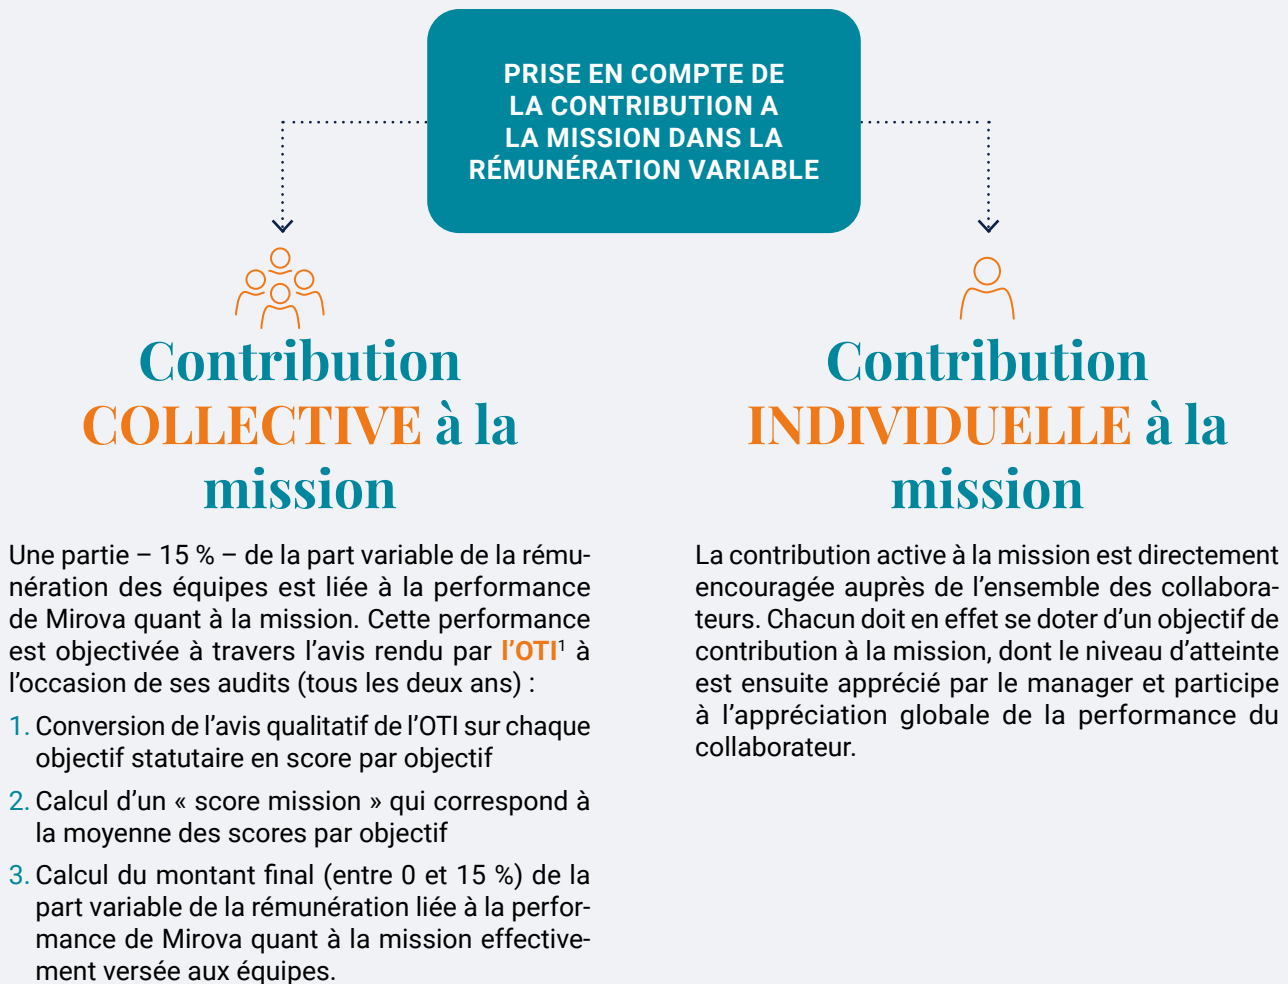 PRISE EN COMPTE DE
LA CONTRIBUTION A
LA MISSION DANS LA
RÉMUNÉRATION VARIABLE
Contribution
COLLECTIVE à la
mission
Une partie – 15 % – de la part variable de la rému-
nération des équipes est liée à la performance
de Mirova quant à la mission. Cette performance
est objectivée à travers l’avis rendu par l’OTI¹ à
l’occasion de ses audits (tous les deux ans) :
1. Conversion de l’avis qualitatif de l’OTI sur chaque
objectif statutaire en score par objectif
2. Calcul d’un « score mission » qui correspond à
la moyenne des scores par objectif
3. Calcul du montant final (entre 0 et 15 %) de la
part variable de la rémunération liée à la perfor-
mance de Mirova quant à la mission effective-
ment versée aux équipes.
Contribution
INDIVIDUELLE à la
mission
La contribution active à la mission est directement
encouragée auprès de l’ensemble des collabora-
teurs. Chacun doit en effet se doter d’un objectif de
contribution à la mission, dont le niveau d’atteinte
est ensuite apprécié par le manager et participe
à l’appréciation globale de la performance du
collaborateur.